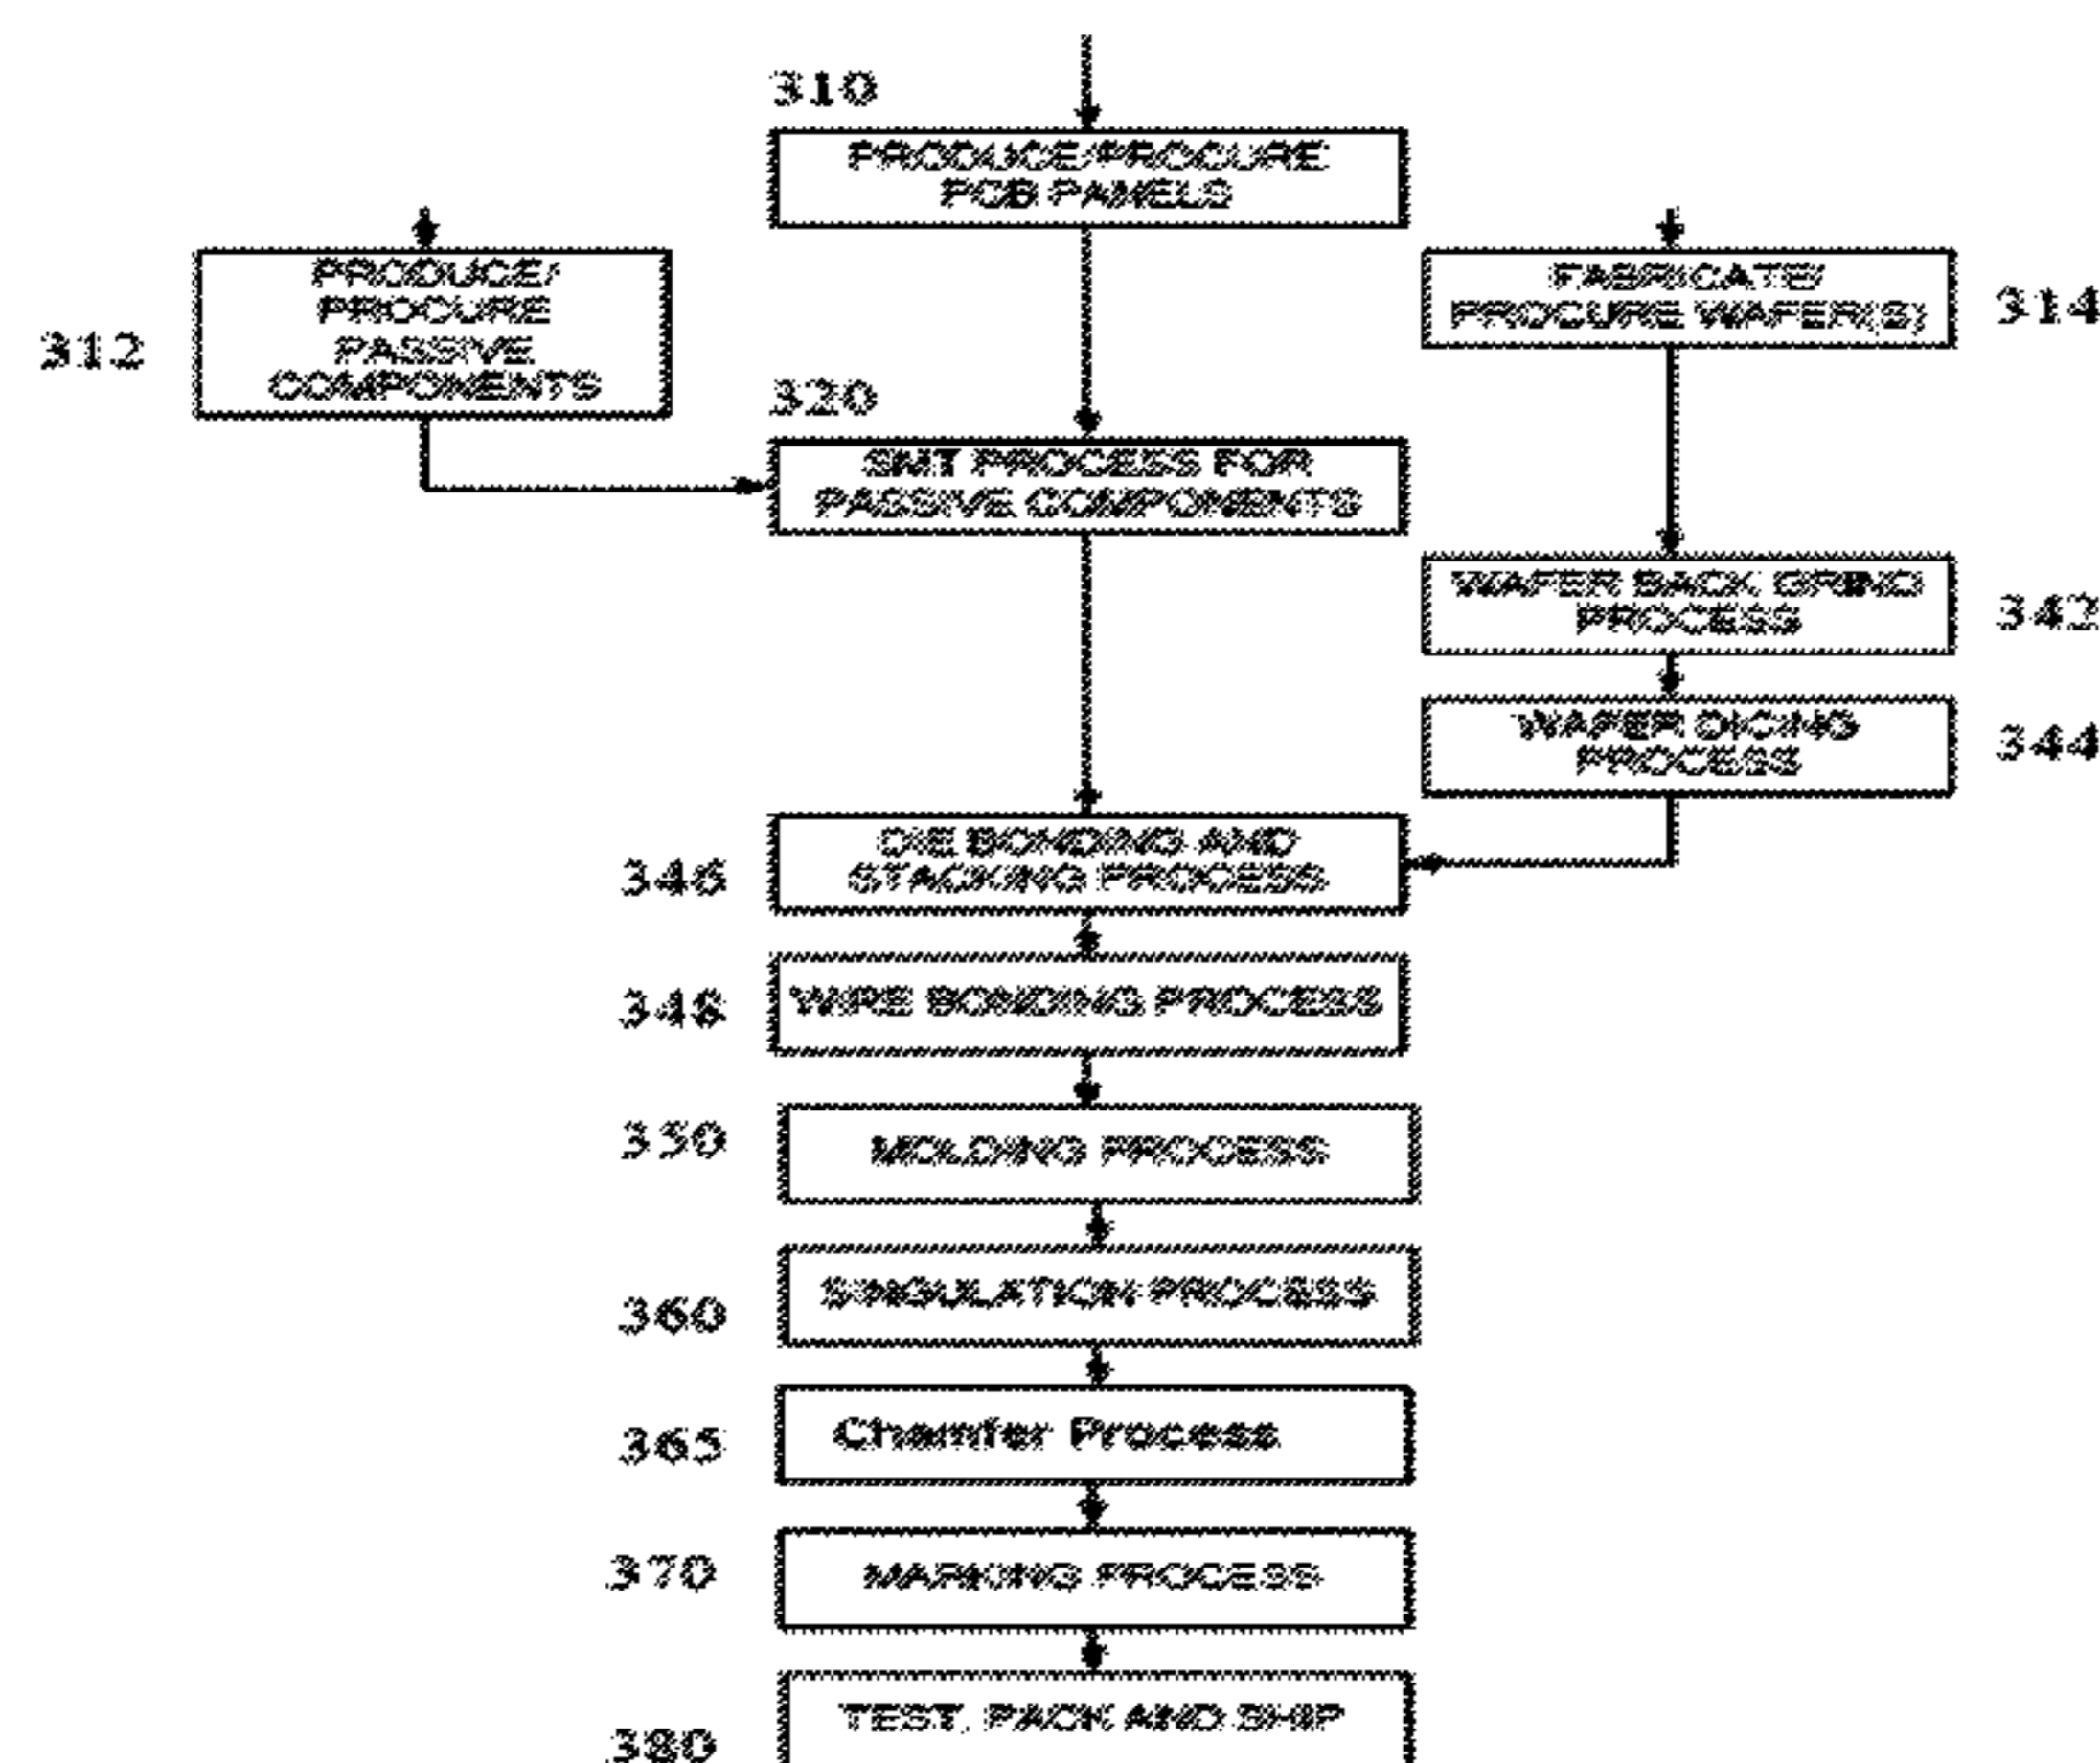 310
PRODUCE/PROCURE
PCB PANELS
PRODUCE/
PROCURE
PASSIVE
COMPONENTS
312
FABRICATE/
PROCURE WAFER(S)
314
320
SMT PROCESS FOR
PASSIVE COMPONENTS
WAFER BACK GRIND
PROCESS
342
WAFER DICING
PROCESS
344
DIE BONDING AND
STACKING PROCESS
346
348
WIRE BONDING PROCESS
350
MOLDING PROCESS
360
SINGULATION PROCESS
365
Chamfer Process
370
MARKING PROCESS
380
TEST, PACK AND SHIP